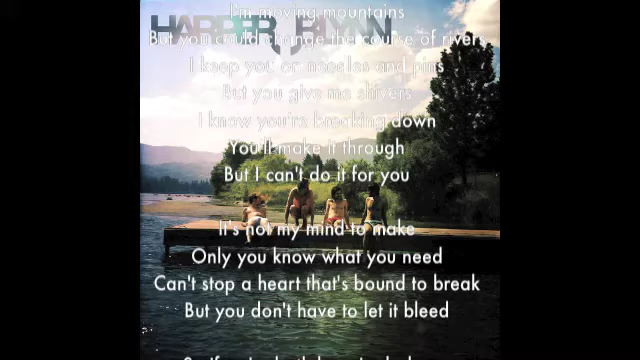 HARPER BLYNN
I'm moving mountains
But you could change the course of rivers
I keep you on needles and pins
But you give me shivers
I know you're breaking down
You'll make it through
But I can't do it for you
It's not my mind to make
Only you know what you need
Can't stop a heart that's bound to break
But you don't have to let it bleed